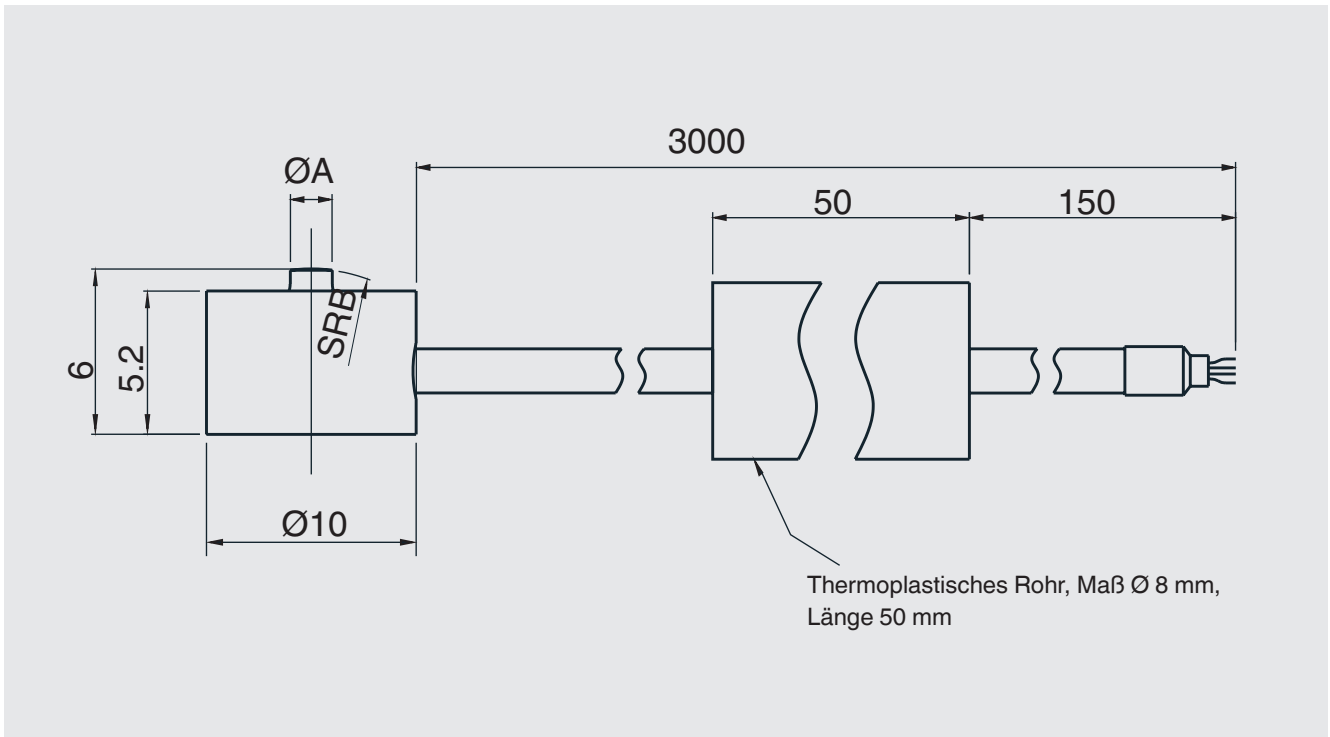 3000
ØA
50
150
SRB
6
5.2
Ø10
Thermoplastisches Rohr, Maß Ø 8 mm,
Länge 50 mm